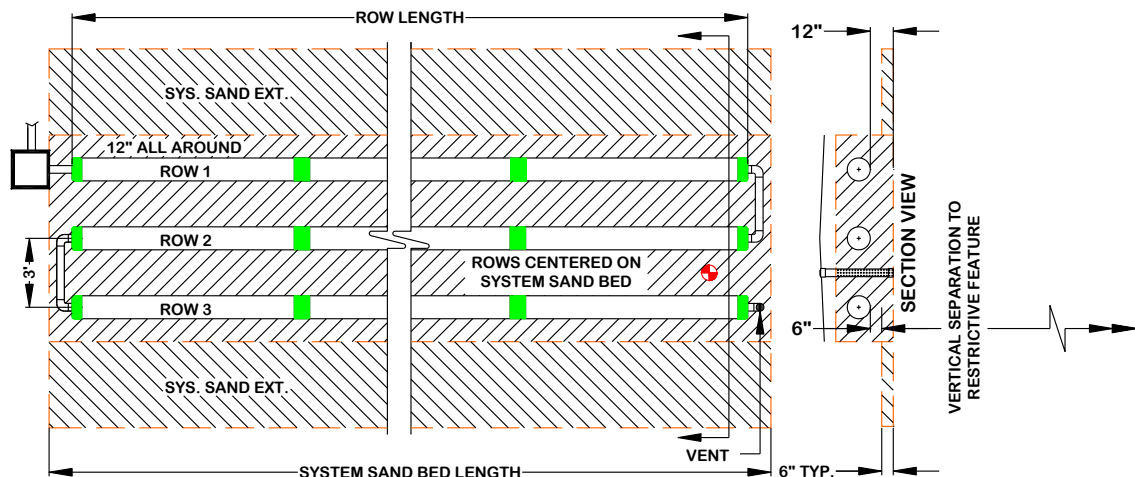 ROW LENGTH
12"
SYS. SAND EXT.
12" ALL AROUND
ROW 1
ROW 2
3'
ROWS CENTERED ON
SYSTEM SAND BED
ROW 3
SECTION VIEW
6"
VERTICAL SEPARATION TO
RESTRICTIVE FEATURE
SYS. SAND EXT.
VENT
SYSTEM SAND BED LENGTH
6" TYP.